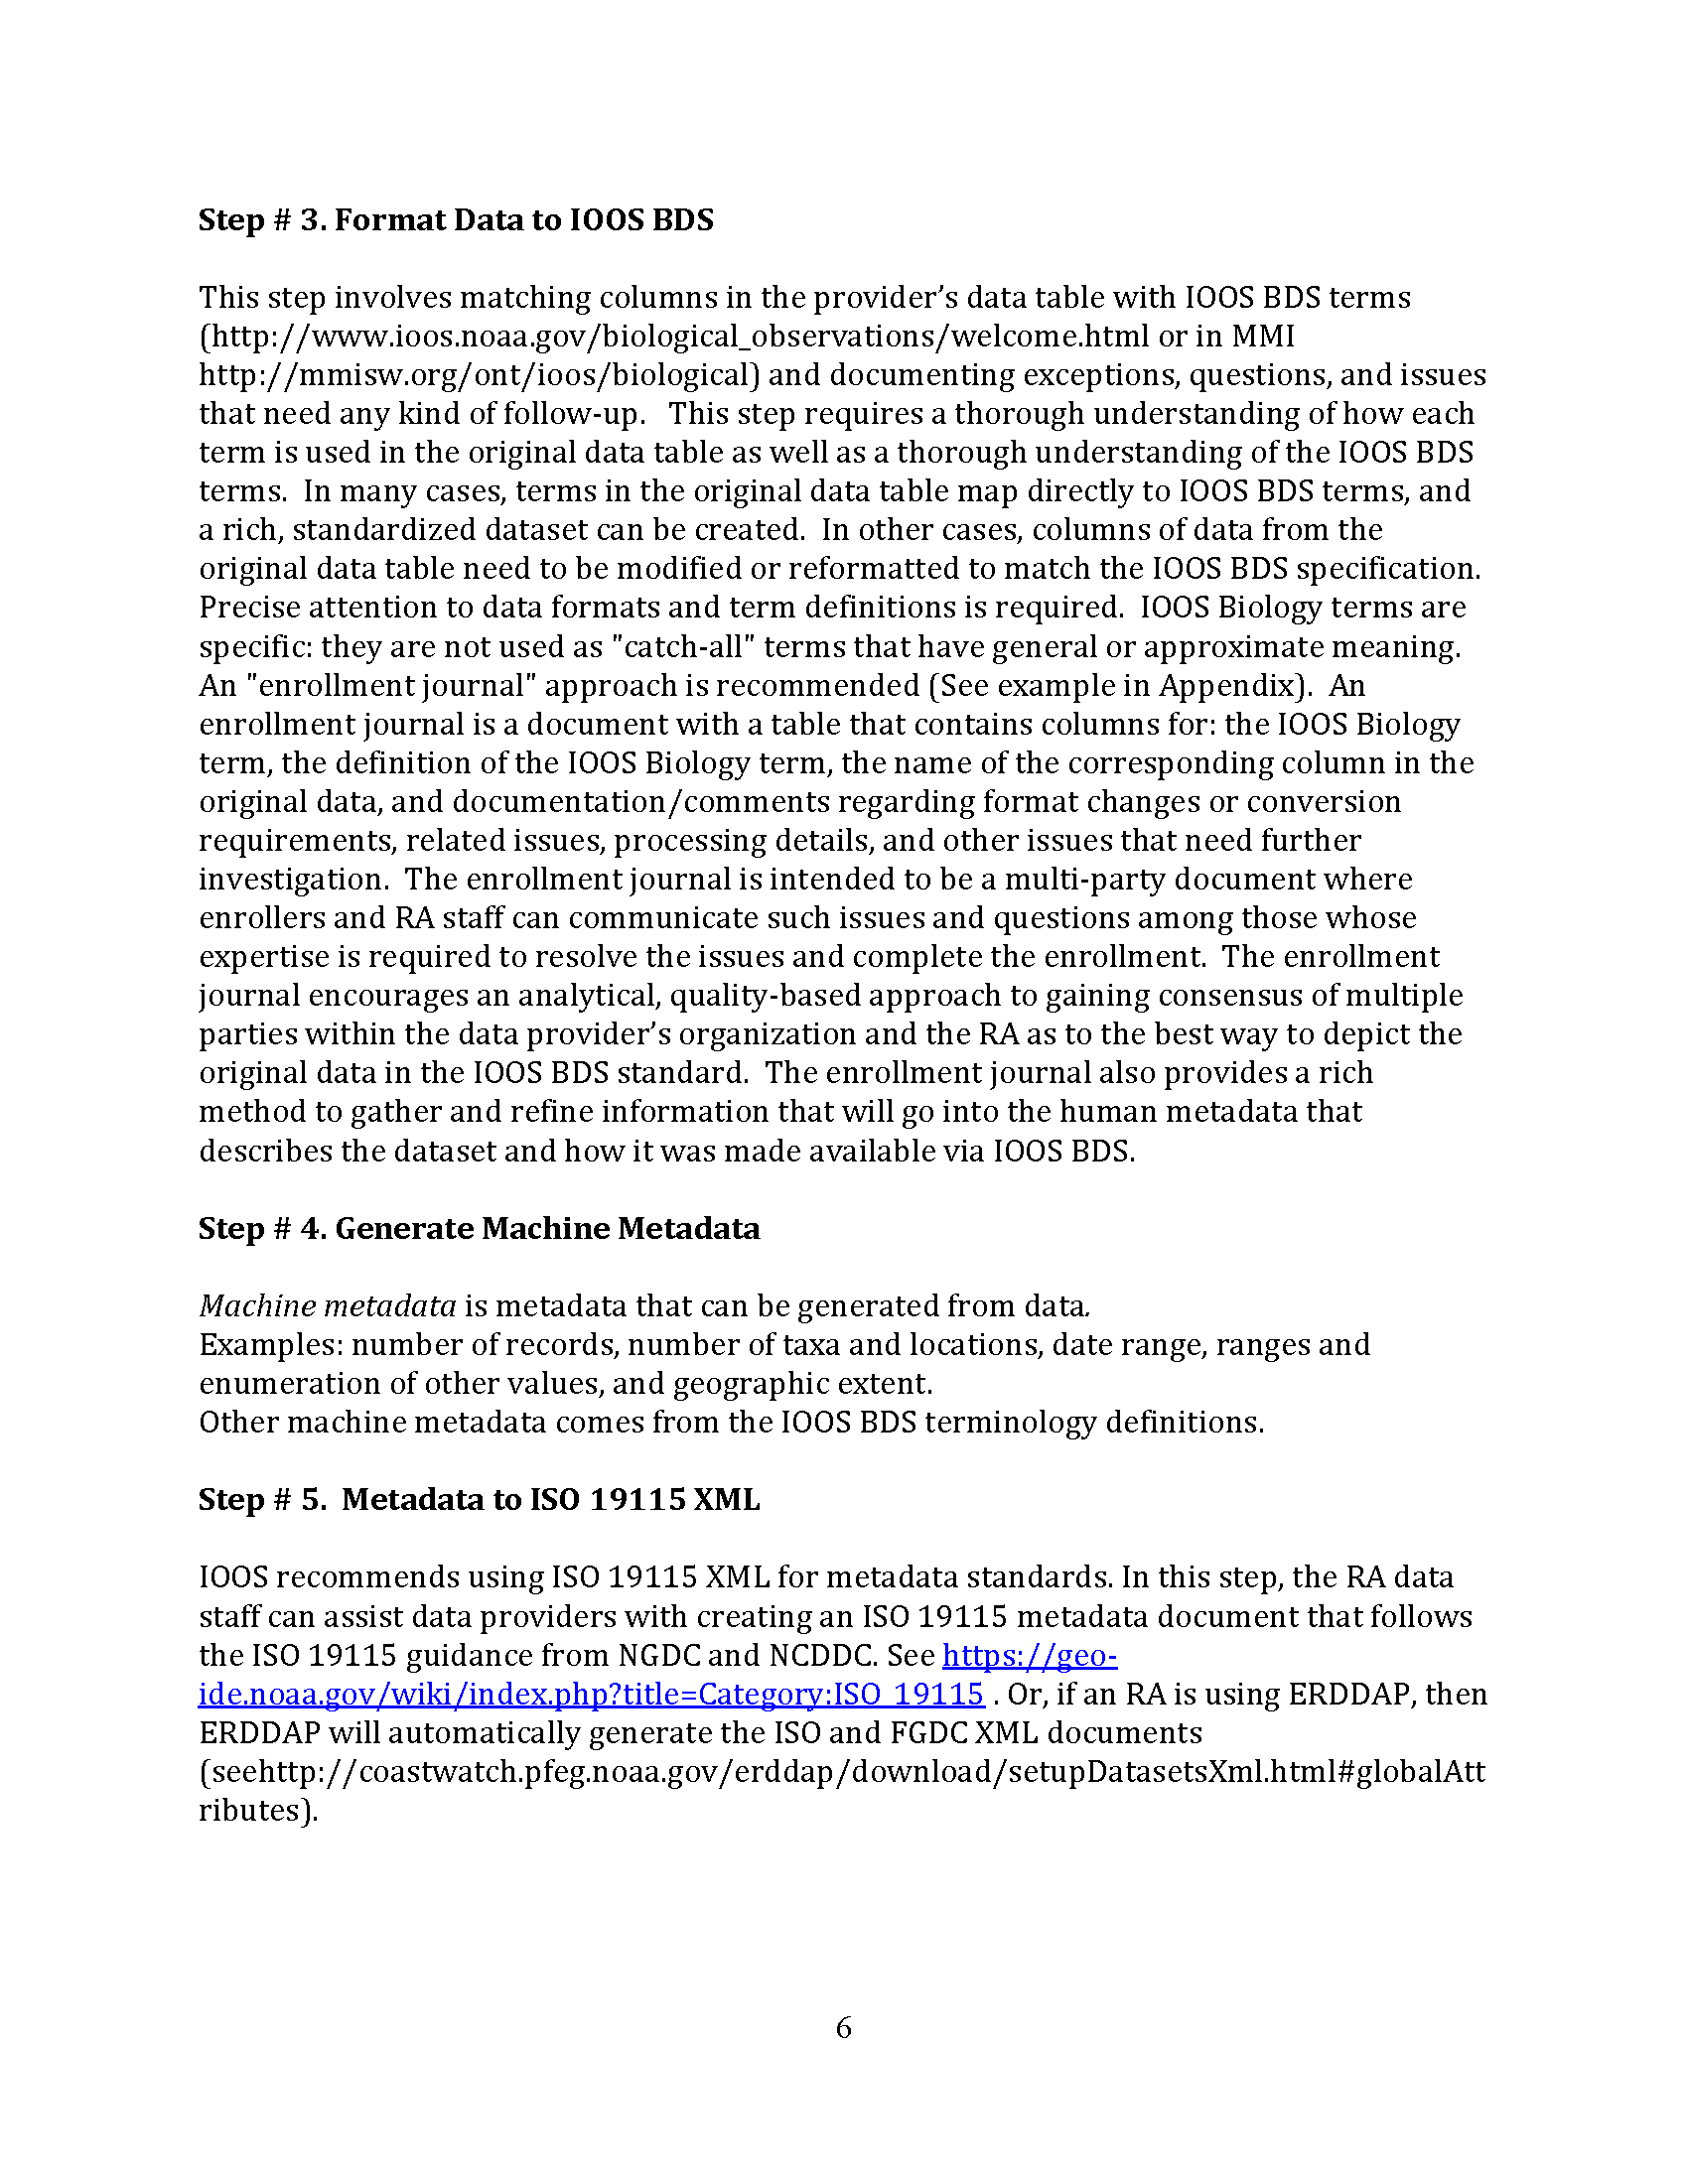 Step # 3. Format Data to IOOS BDS
This step involves matching columns in the provider’s data table with IOOS BDS terms
(http://www.ioos.noaa.gov/biological_observations/welcome.html or in MMI
http://mmisw.org/ont/ioos/biological) and documenting exceptions, questions, and issues
that need any kind of follow-up.   This step requires a thorough understanding of how each
term is used in the original data table as well as a thorough understanding of the IOOS BDS
terms.  In many cases, terms in the original data table map directly to IOOS BDS terms, and
a rich, standardized dataset can be created.  In other cases, columns of data from the
original data table need to be modified or reformatted to match the IOOS BDS specification.
Precise attention to data formats and term definitions is required.  IOOS Biology terms are
specific: they are not used as "catch-all" terms that have general or approximate meaning.
An "enrollment journal" approach is recommended (See example in Appendix).  An
enrollment journal is a document with a table that contains columns for: the IOOS Biology
term, the definition of the IOOS Biology term, the name of the corresponding column in the
original data, and documentation/comments regarding format changes or conversion
requirements, related issues, processing details, and other issues that need further
investigation.  The enrollment journal is intended to be a multi-party document where
enrollers and RA staff can communicate such issues and questions among those whose
expertise is required to resolve the issues and complete the enrollment.  The enrollment
journal encourages an analytical, quality-based approach to gaining consensus of multiple
parties within the data provider’s organization and the RA as to the best way to depict the
original data in the IOOS BDS standard.  The enrollment journal also provides a rich
method to gather and refine information that will go into the human metadata that
describes the dataset and how it was made available via IOOS BDS.
Step # 4. Generate Machine Metadata
Machine metadata is metadata that can be generated from data.
Examples: number of records, number of taxa and locations, date range, ranges and
enumeration of other values, and geographic extent.
Other machine metadata comes from the IOOS BDS terminology definitions.
Step # 5.  Metadata to ISO 19115 XML
IOOS recommends using ISO 19115 XML for metadata standards. In this step, the RA data
staff can assist data providers with creating an ISO 19115 metadata document that follows
the ISO 19115 guidance from NGDC and NCDDC. See https://geo-
ide.noaa.gov/wiki/index.php?title=Category:ISO_19115 . Or, if an RA is using ERDDAP, then
ERDDAP will automatically generate the ISO and FGDC XML documents
(seehttp://coastwatch.pfeg.noaa.gov/erddap/download/setupDatasetsXml.html#globalAtt
ributes).
6